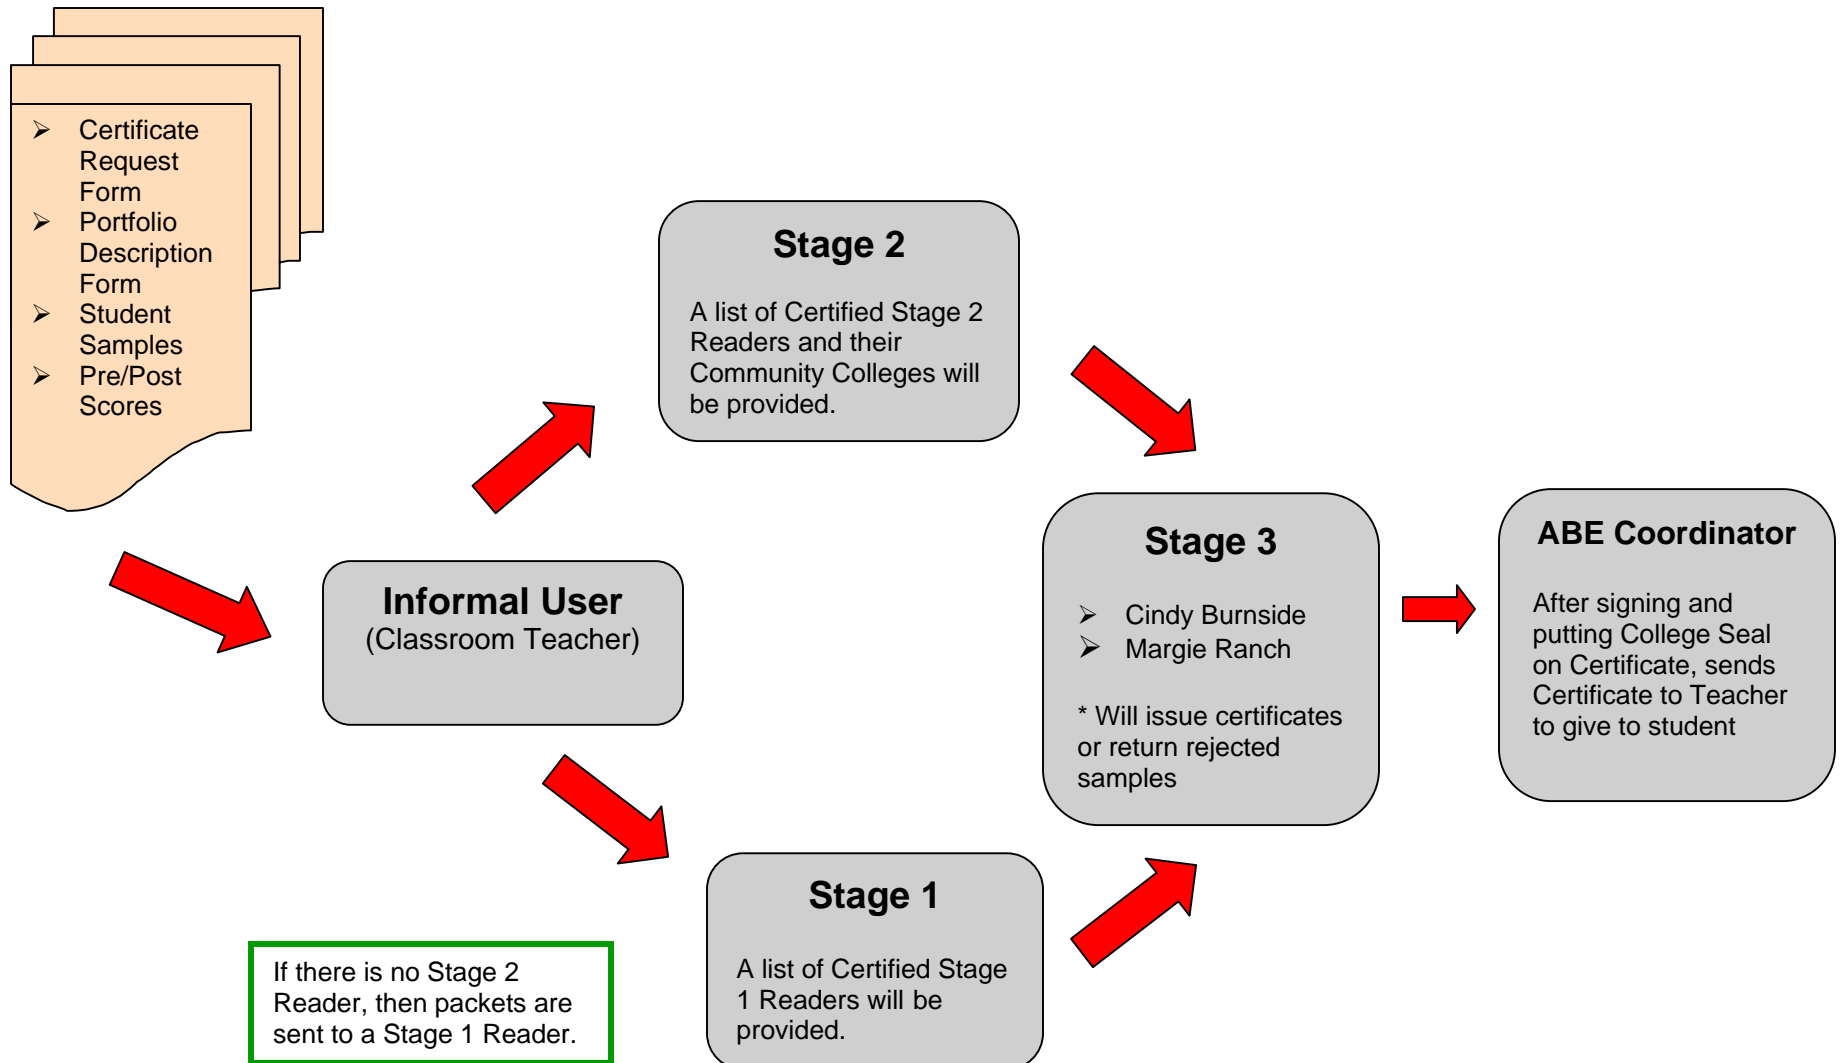 ➢ Certificate
Request
Form
➢ Portfolio
Description
Form
➢ Student
Samples
➢ Pre/Post
Scores
Informal User
(Classroom Teacher)
Stage 2
A list of Certified Stage 2
Readers and their
Community Colleges will
be provided.
Stage 1
A list of Certified Stage
1 Readers will be
provided.
If there is no Stage 2
Reader, then packets are
sent to a Stage 1 Reader.
Stage 3
➢ Cindy Burnside
➢ Margie Ranch
* Will issue certificates
or return rejected
samples
ABE Coordinator
After signing and
putting College Seal
on Certificate, sends
Certificate to Teacher
to give to student